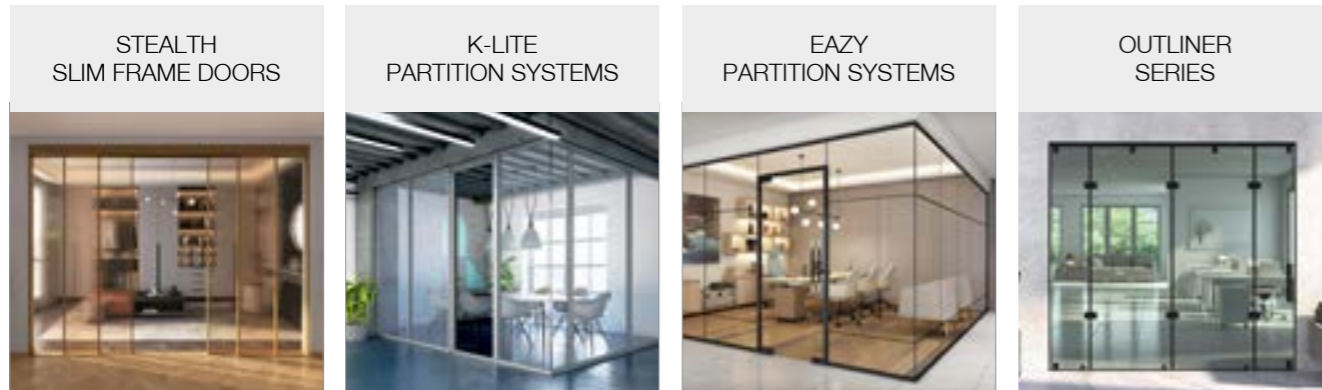 STEALTH
SLIM FRAME DOORS
K-LITE
PARTITION SYSTEMS
EAZY
PARTITION SYSTEMS
OUTLINER
SERIES